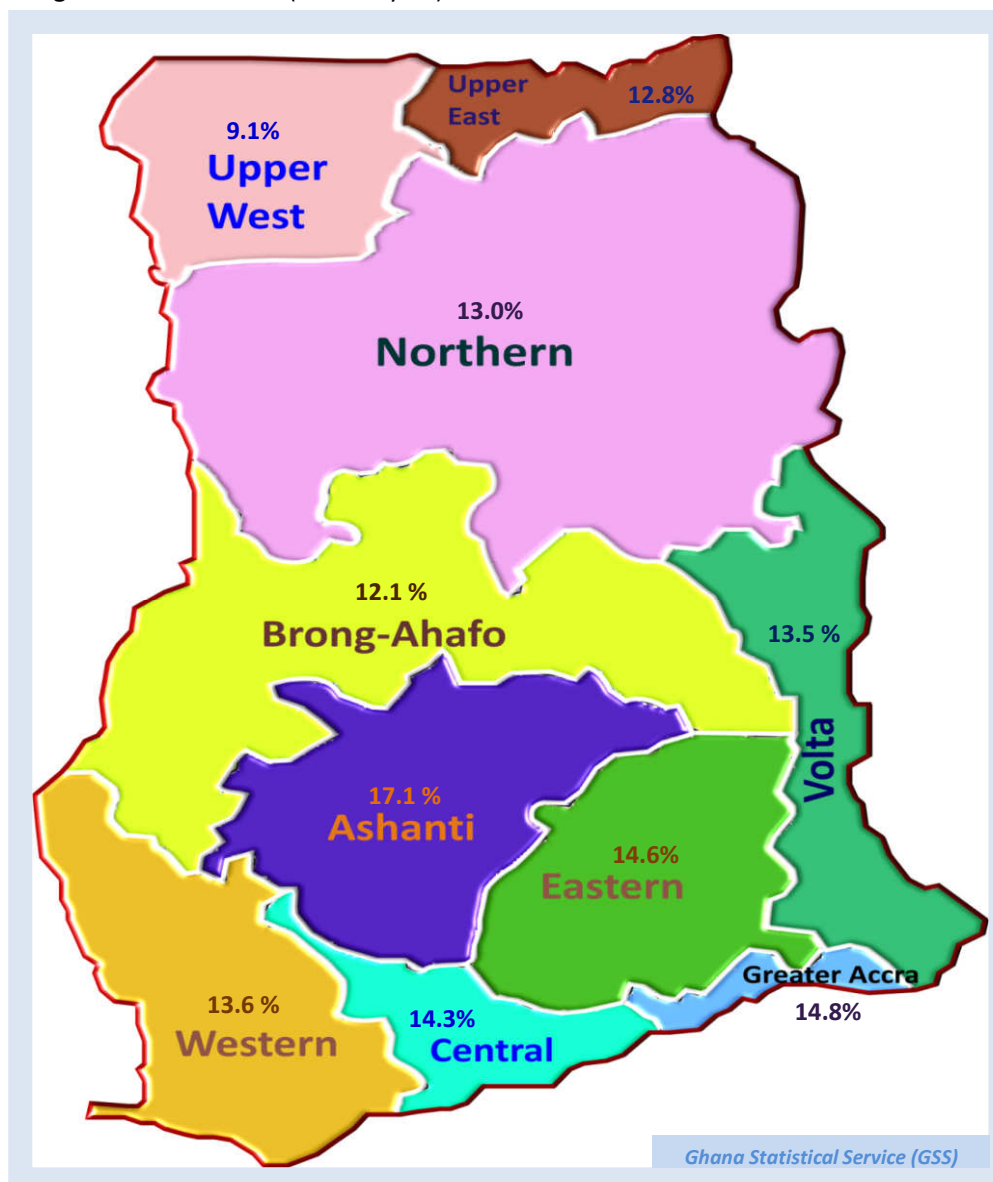 Upper
East
12.8%
9.1%
Upper
West
13.0%
Northern
12.1 %
Brong-Ahafo
13.5 %
Volta
17.1 %
Ashanti
14.6%
Eastern
Greater Accra
14.8%
13.6 %
Western
14.3%
Central
Ghana Statistical Service (GSS)